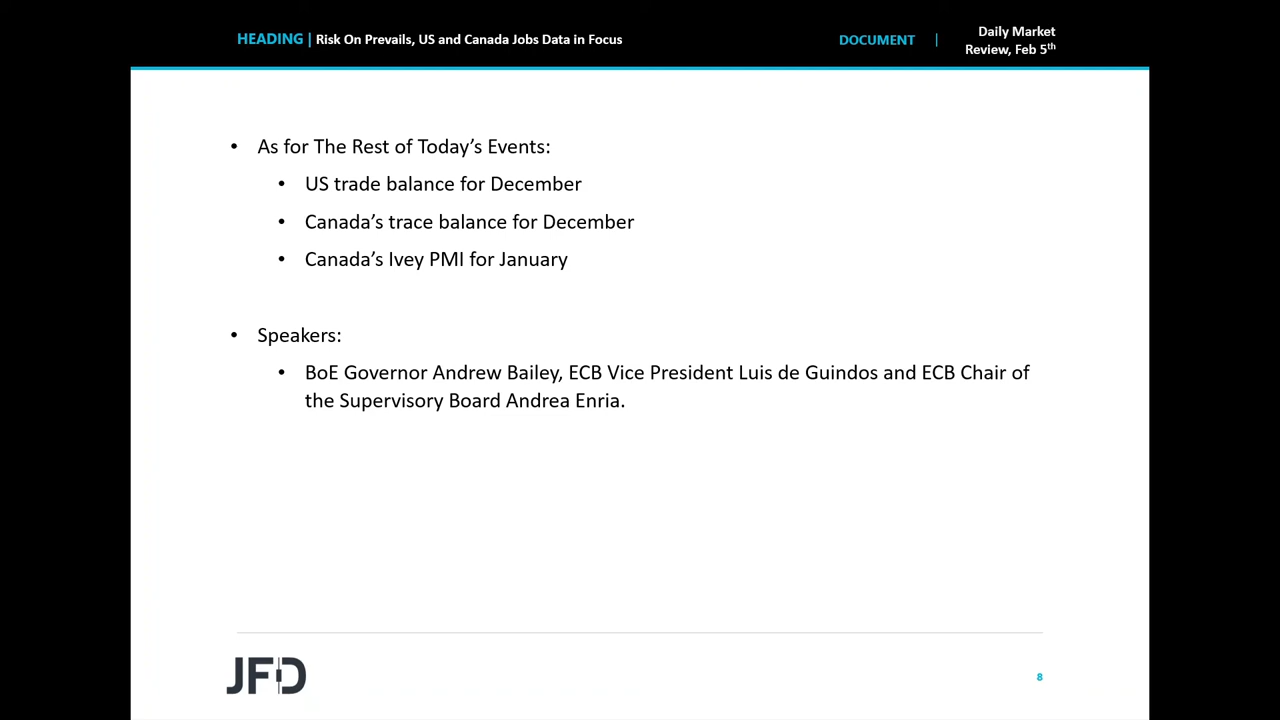 HEADING | Risk On Prevails, US and Canada Jobs Data in Focus
DOCUMENT |
Daily Market
Review, Feb 5th
• As for The Rest of Today’s Events:
• US trade balance for December
• Canada’s trace balance for December
• Canada’s Ivey PMI for January
• Speakers:
• BoE Governor Andrew Bailey, ECB Vice President Luis de Guindos and ECB Chair of
the Supervisory Board Andrea Enria.
JFD
8